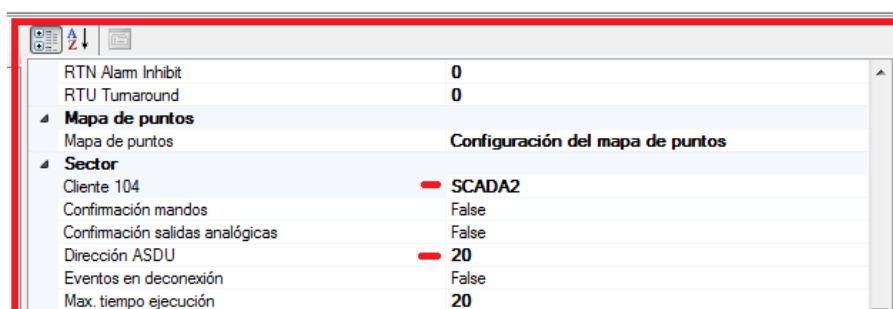 RTN Alarm Inhibit 0
RTU Turnaround 0
Mapa de puntos
Mapa de puntos Configuración del mapa de puntos
Sector
Cliente 104 SCADA2
Confirmación mandos False
Confirmación salidas analógicas False
Dirección ASDU 20
Eventos en deconexión False
Max. tiempo ejecución 20